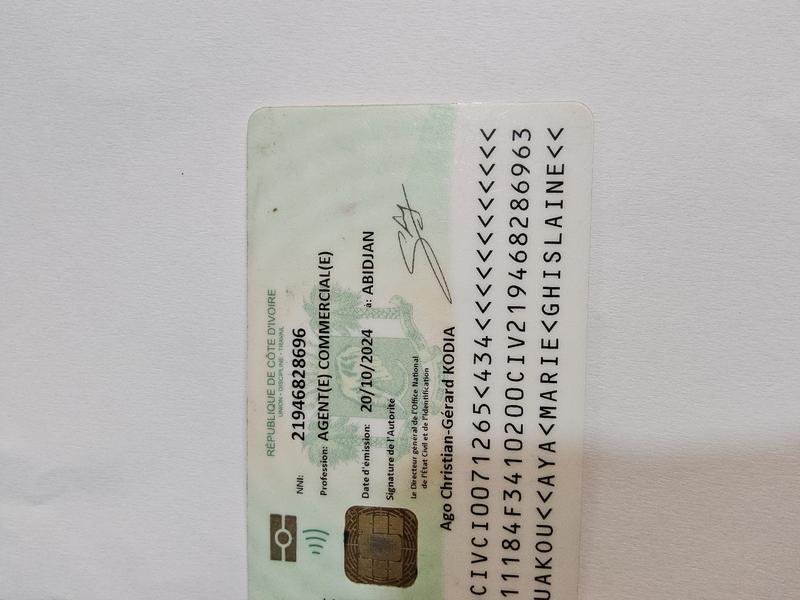 RÉPUBLIQUE DE CÔTE D'IVOIRE
UNION - DISCIPLINE - TRAVAIL
NNI: 21946828696
Profession: AGENT(E) COMMERCIAL(E)
Date d'émission: 20/10/2024 à: ABIDJAN
Signature de l'Autorité
Le Directeur général de l'Office National
de l'État Civil et de l'Identification
Ago Christian-Gérard KODIA
CIVCI0071265<434<<<<<<<<<<<<
11184F3410200CIV219468286963
UAKOU<<AYA<MARIE<GHISLAINE<<